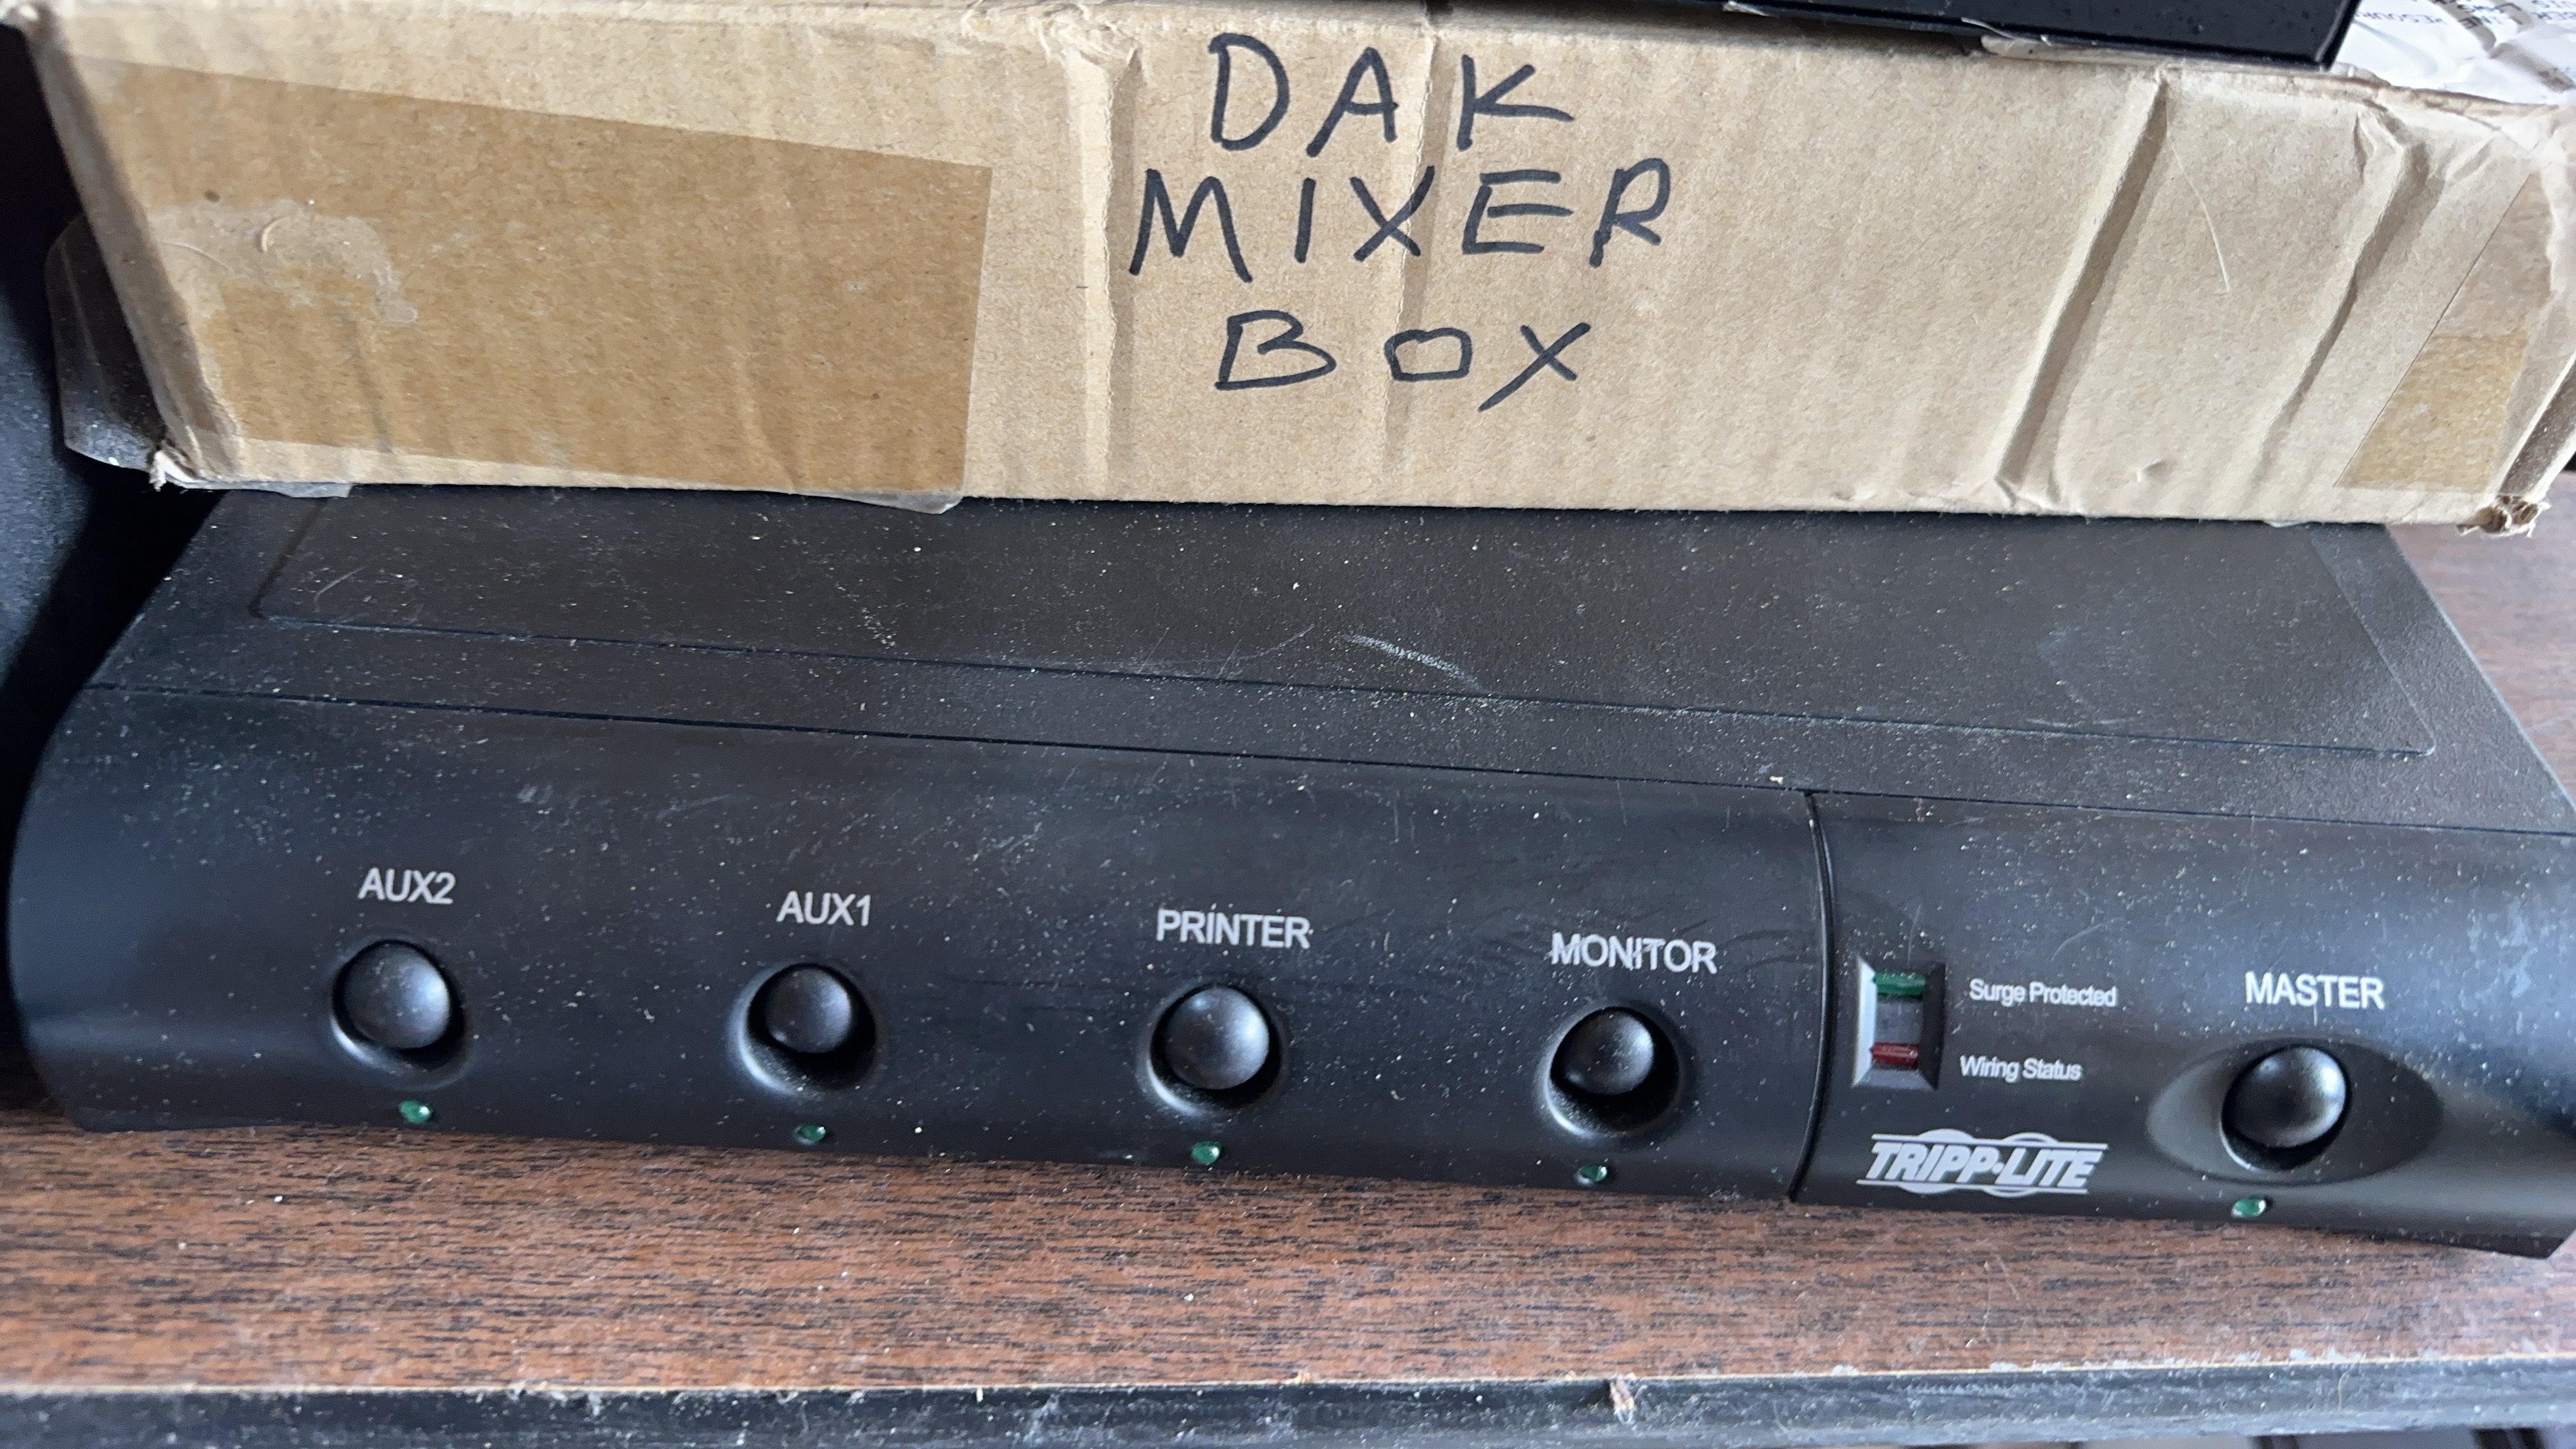 DAK
MIXER
BOX
AUX2
AUX1
PRINTER
MONITOR
Surge Protected
Wiring Status
MASTER
TRIPP·LITE